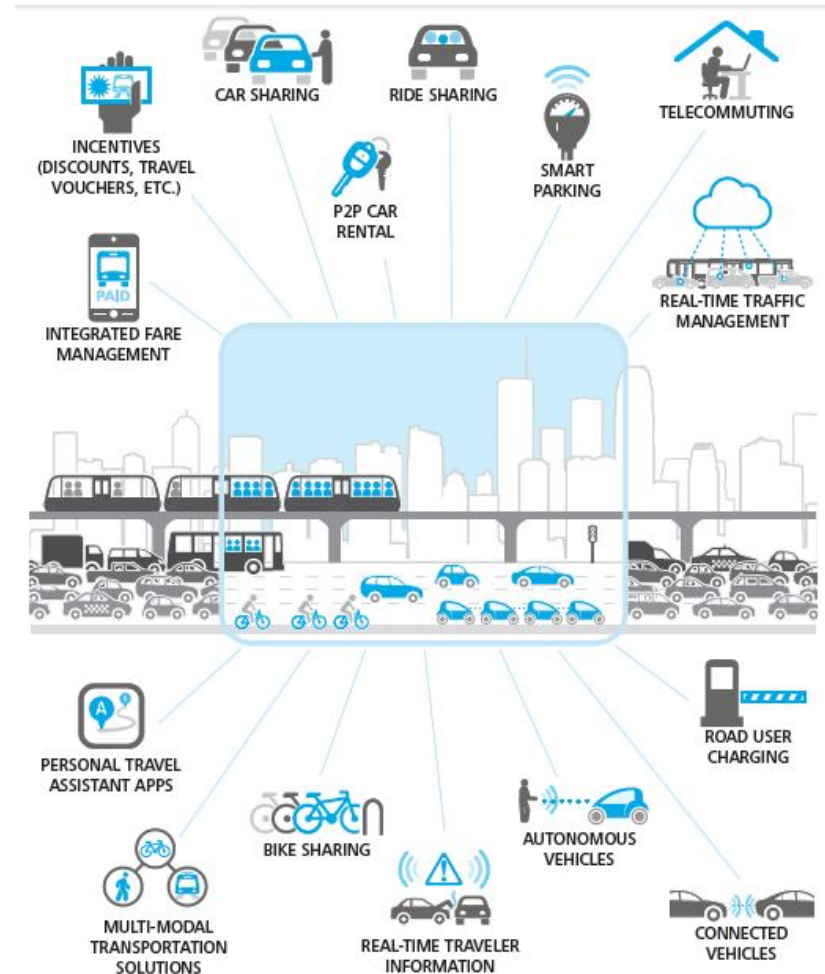 CAR SHARING
RIDE SHARING
TELECOMMUTING
INCENTIVES
(DISCOUNTS, TRAVEL
VOUCHERS, ETC.)
SMART
PARKING
P2P CAR
RENTAL
PAID
REAL-TIME TRAFFIC
MANAGEMENT
INTEGRATED FARE
MANAGEMENT
A
PERSONAL TRAVEL
ASSISTANT APPS
ROAD USER
CHARGING
BIKE SHARING
AUTONOMOUS
VEHICLES
MULTI-MODAL
TRANSPORTATION
SOLUTIONS
REAL-TIME TRAVELER
INFORMATION
CONNECTED
VEHICLES